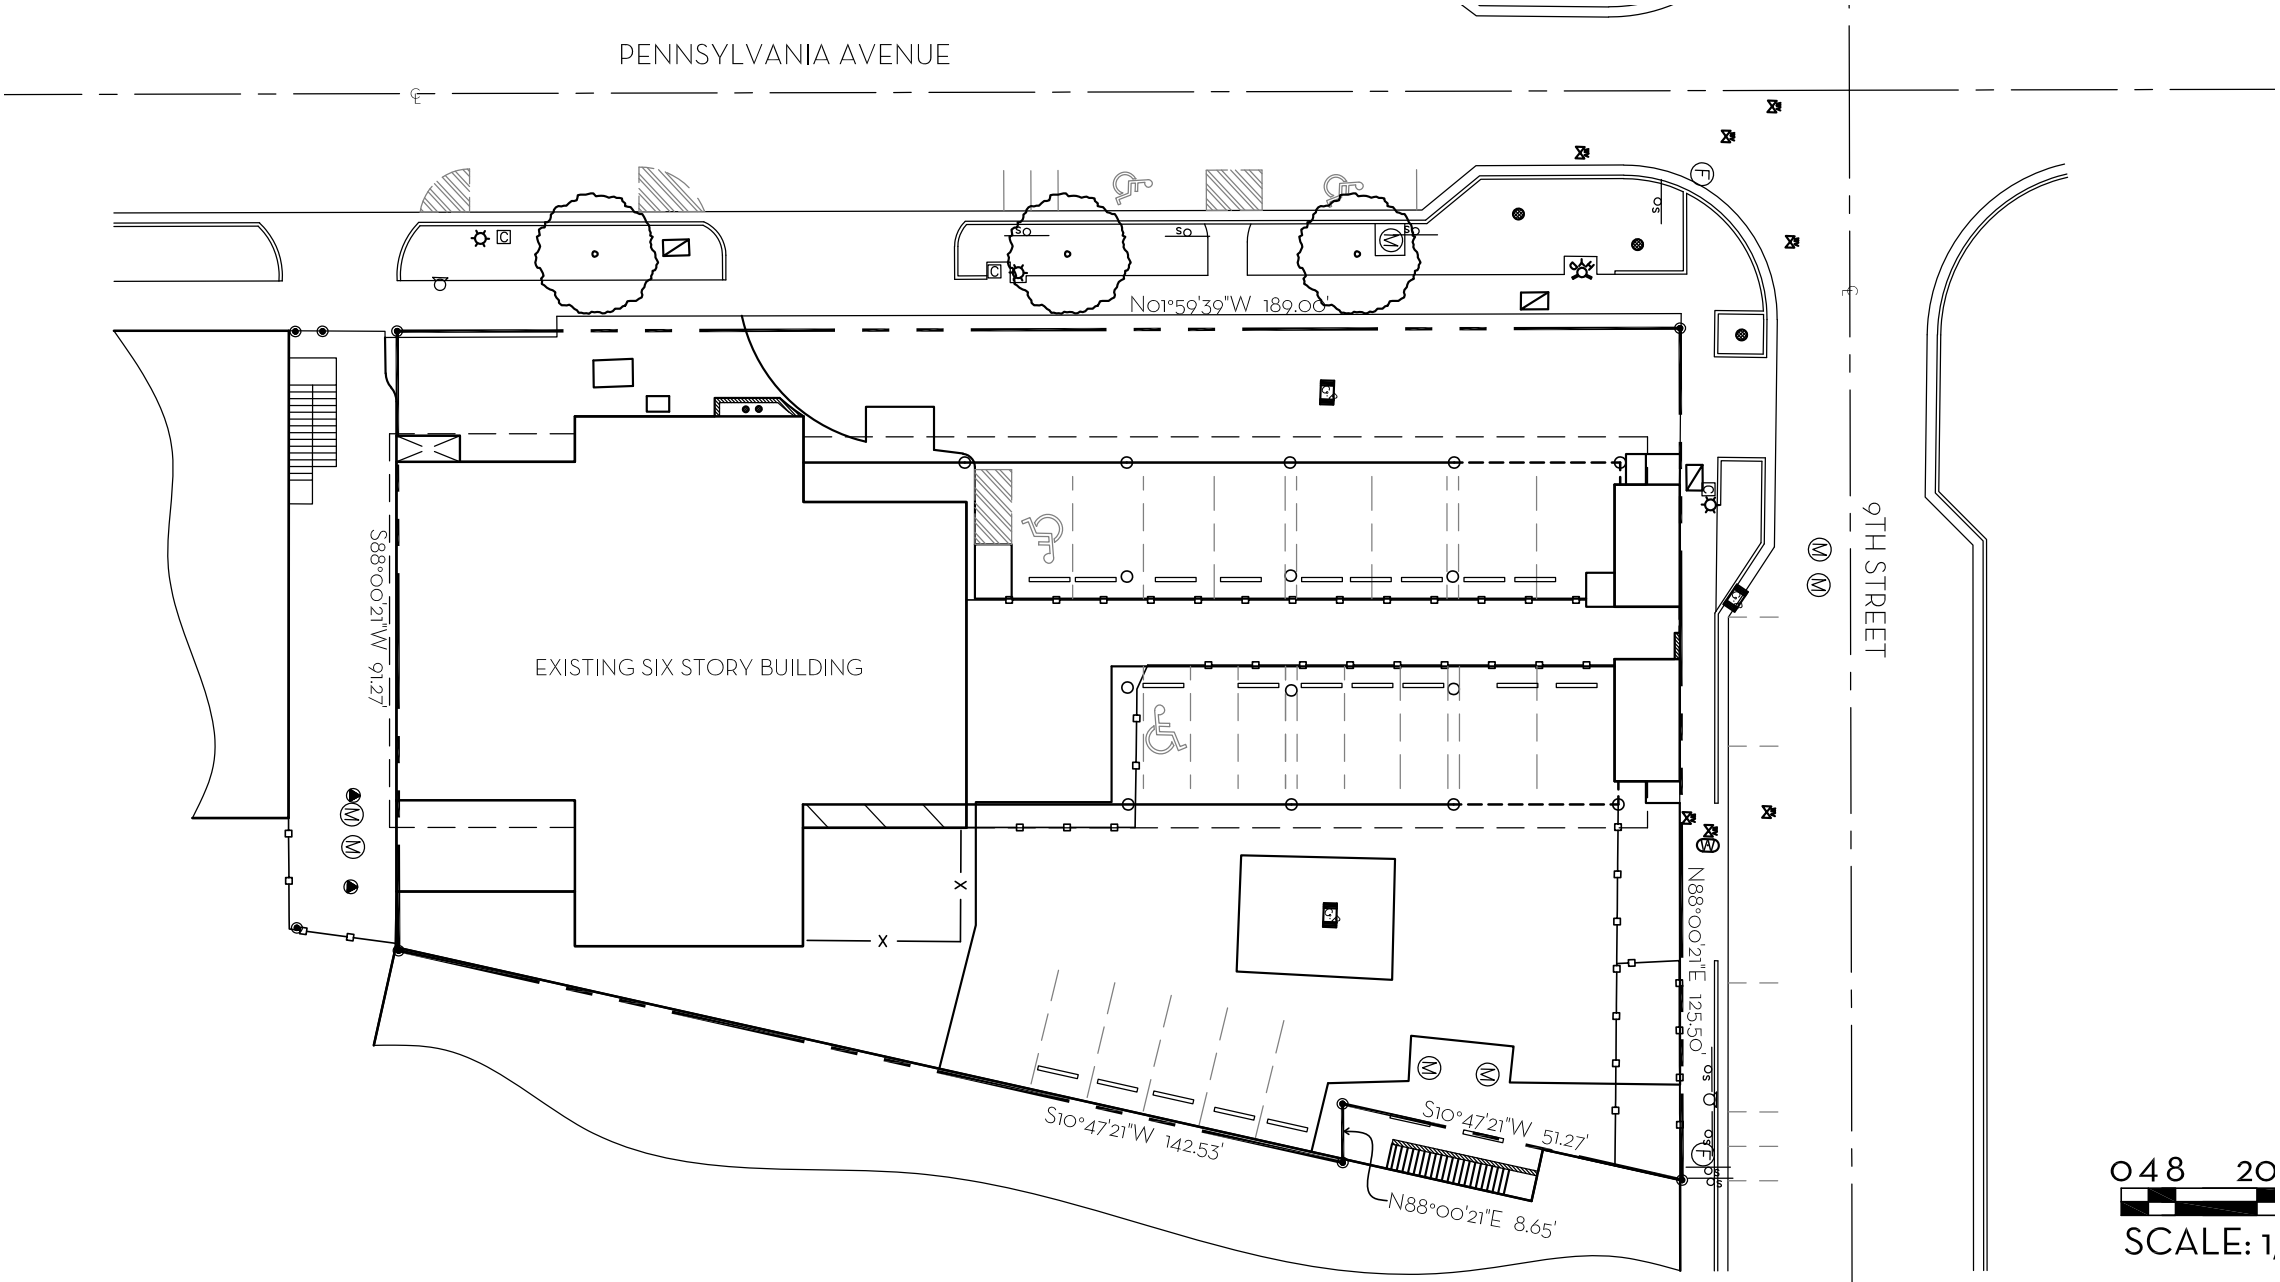 PENNSYLVANIA AVENUE
N01°59'39"W 189.00'
S88°00'21"W 91.27'
EXISTING SIX STORY BUILDING
9TH STREET
N88°00'21"E 125.50'
S10°47'21"W 142.53'
S10°47'21"W 51.27'
N88°00'21"E 8.65'
C
C
M
F
C
M
M
M
M
X
X
W
M
M
F
0 4 8 20
SCALE: 1/